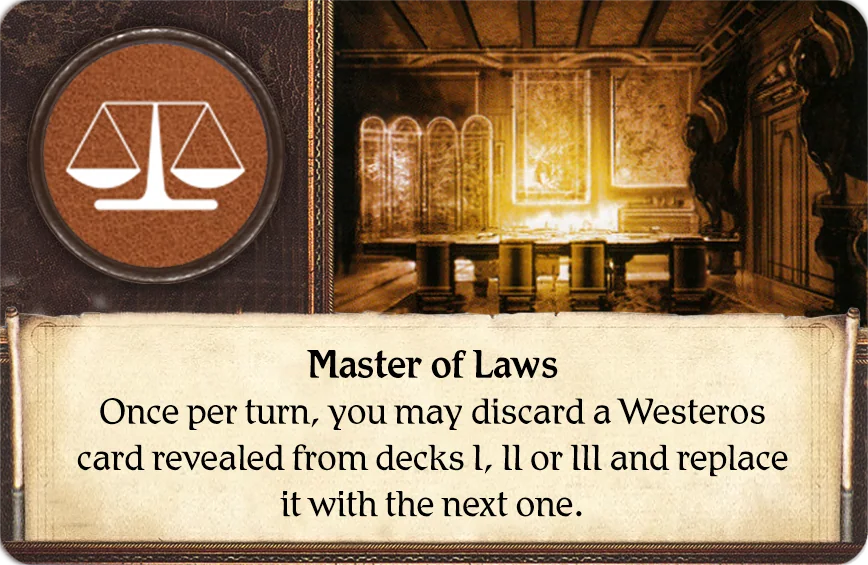 Master of Laws
Once per turn, you may discard a Westeros
card revealed from decks I, II or III and replace
it with the next one.